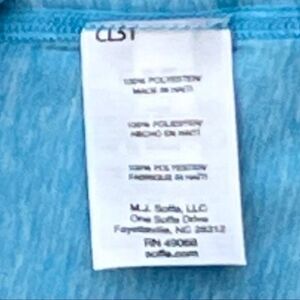 CLST
100% POLYESTER
MADE IN HAITI
100% POLIESTER
HECHO EN HAITI
100% POLYESTER
FABRIQUE IN HAITI
M.J. Soffe, LLC
One Soffe Drive
Fayetteville, NC 28312
RN 49068
soffe.com